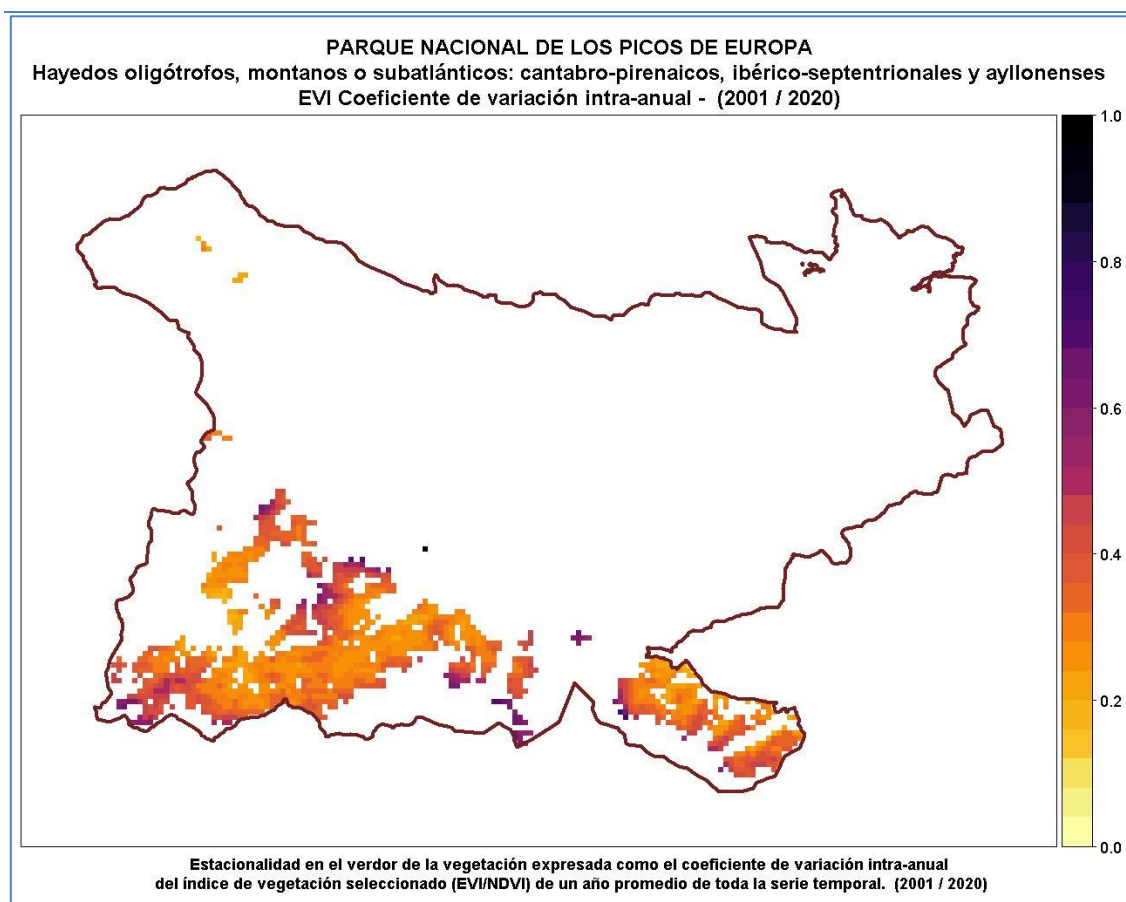 PARQUE NACIONAL DE LOS PICOS DE EUROPA
Hayedos oligótrofos, montanos o subatlánticos: cantabro-pirenaicos, ibérico-septentrionales y ayllonenses
EVI Coeficiente de variación intra-anual - (2001 / 2020)
1.0
0.8
0.6
0.4
0.2
0.0
Estacionalidad en el verdor de la vegetación expresada como el coeficiente de variación intra-anual
del índice de vegetación seleccionado (EVI/NDVI) de un año promedio de toda la serie temporal. (2001 / 2020)